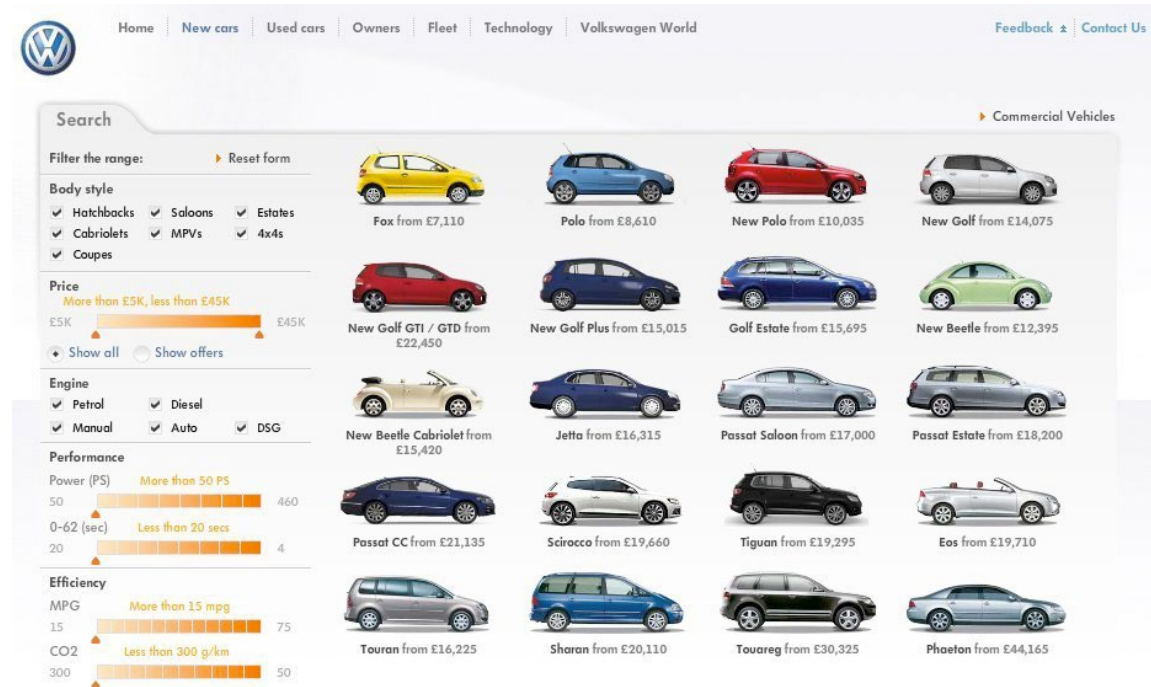 Home New cars Used cars Owners Fleet Technology Volkswagen World
Feedback Contact Us
Search
Commercial Vehicles
Filter the range: Reset form
Body style
Hatchbacks Saloons Estates
Cabriolets MPVs 4x4s
Coupes
Price
More than £5K, less than £45K
£5K £45K
Show all Show offers
Engine
Petrol Diesel
Manual Auto DSG
Performance
Power (PS) More than 50 PS
50 460
0-62 (sec) Less than 20 secs
20 4
Efficiency
MPG More than 15 mpg
15 75
CO2 Less than 300 g/km
300 50
Fox from £7,110
Polo from £8,610
New Polo from £10,035
New Golf from £14,075
New Golf GTI / GTD from
£22,450
New Golf Plus from £15,015
Golf Estate from £15,695
New Beetle from £12,395
New Beetle Cabriolet from
£15,420
Jetta from £16,315
Passat Saloon from £17,000
Passat Estate from £18,200
Passat CC from £21,135
Scirocco from £19,660
Tiguan from £19,295
Eos from £19,710
Touran from £16,225
Sharan from £20,110
Touareg from £30,325
Phaeton from £44,165